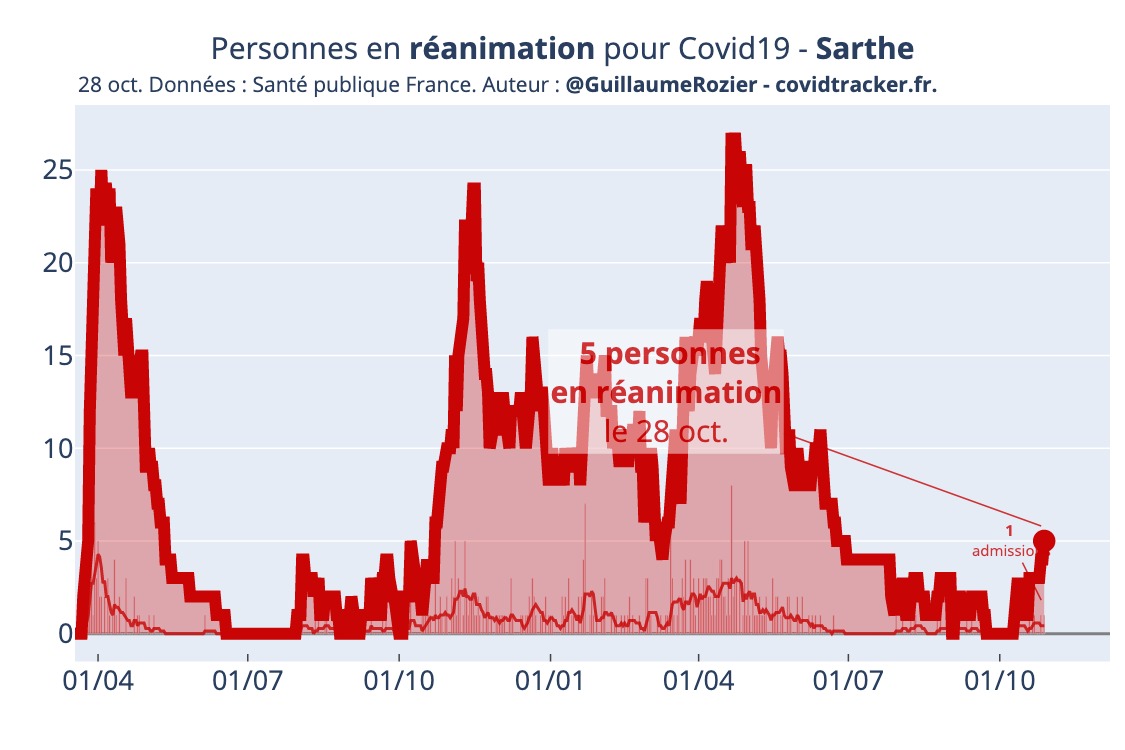 Personnes en réanimation pour Covid19 - Sarthe
28 oct. Données : Santé publique France. Auteur : @GuillaumeRozier - covidtracker.fr.
25
20
15
10
5
0
5 personnes
en réanimation
le 28 oct.
1
admissio
01/04
01/07
01/10
01/01
01/04
01/07
01/10